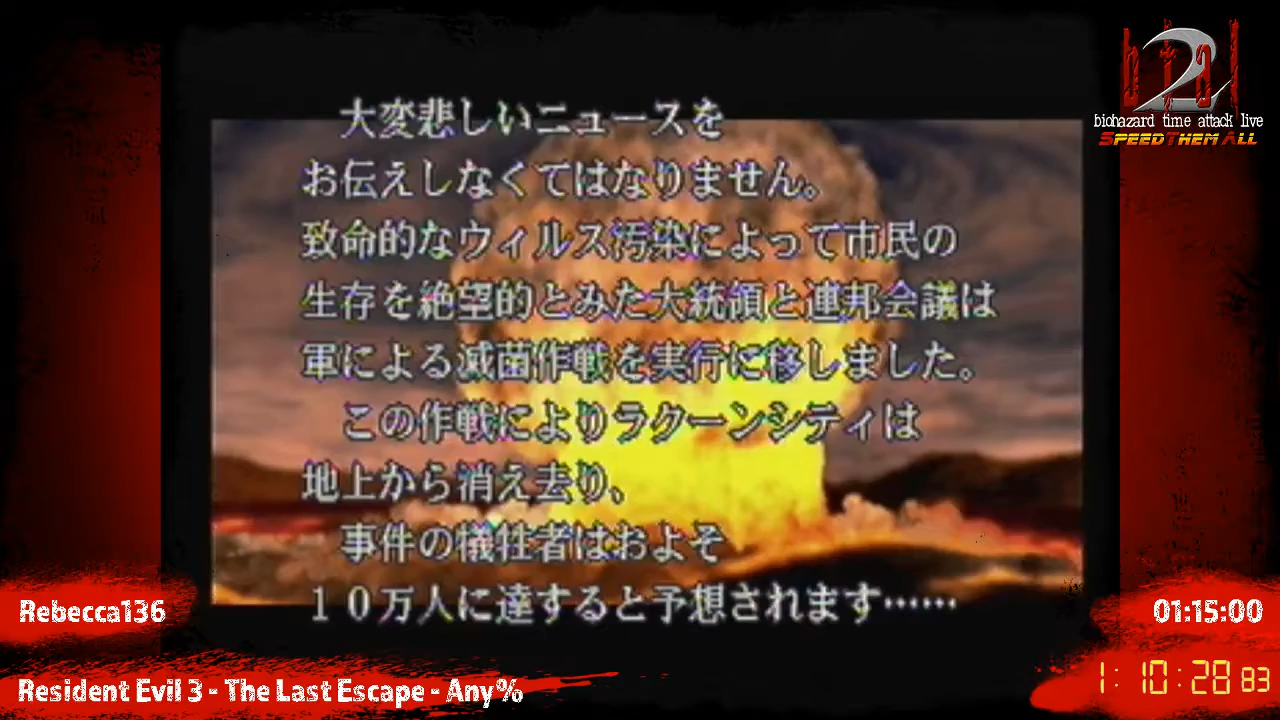 大変悲しいニュースを
お伝えしなくてはなりません。
致命的なウィルス汚染によって市民の
生存を絶望的とみた大統領と連邦会議は
軍による滅菌作戦を実行に移しました。
この作戦によりラクーンシティは
地上から消え去り、
事件の犠牲者はおよそ
１０万人に達すると予想されます……
btal
2
biohazard time attack live
SPEEDTHEMALL
Rebecca136
01:15:00
Resident Evil 3 - The Last Escape - Any%
1:10:28 83